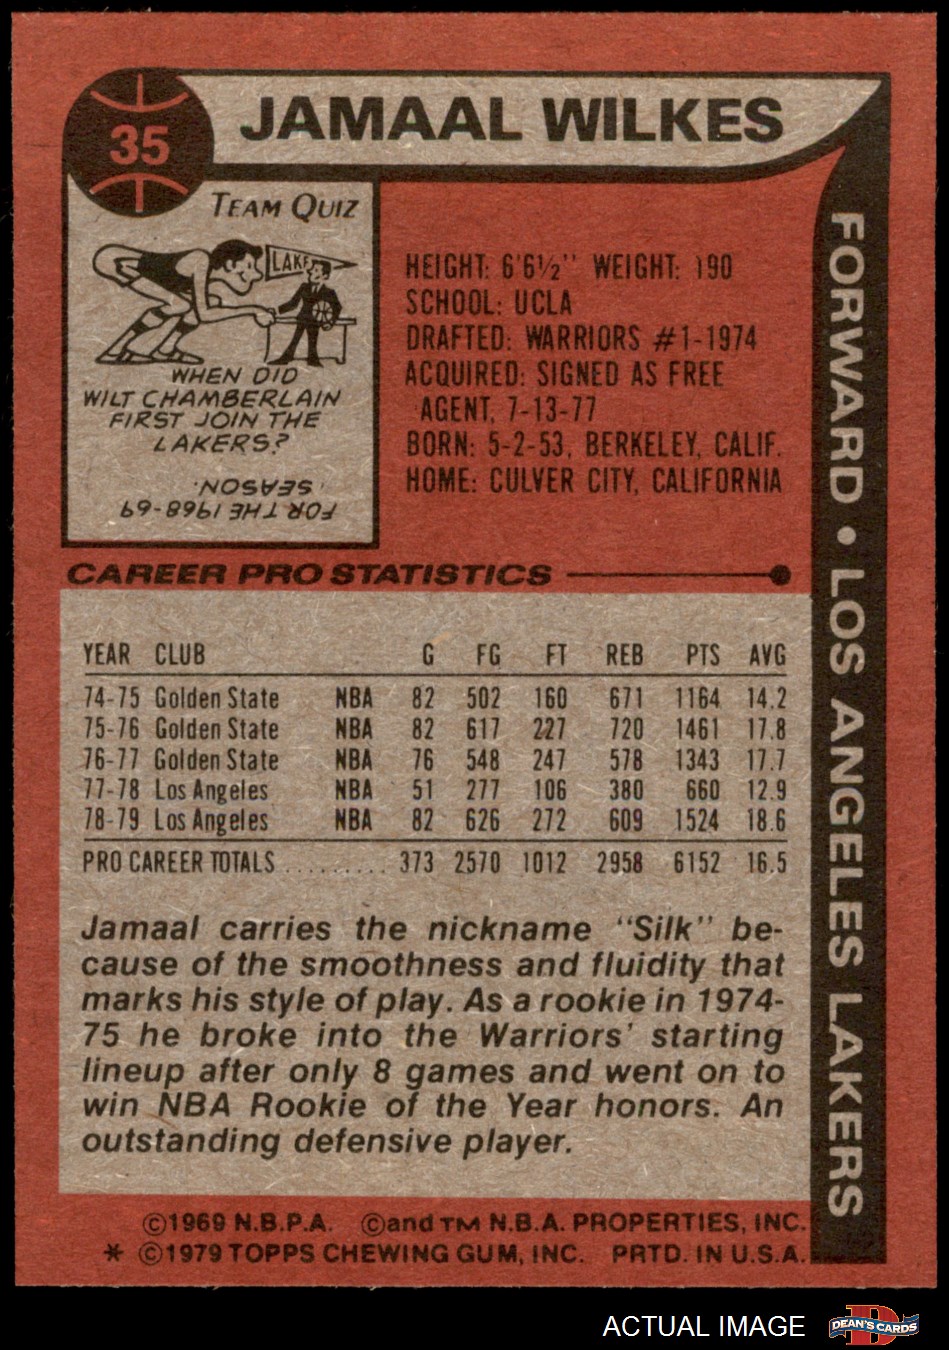 35
JAMAAL WILKES
TEAM QUIZ
LAKE
WHEN DID
WILT CHAMBERLAIN
FIRST JOIN THE
LAKERS?
FOR THE 1968-69
SEASON.
HEIGHT: 6'6½" WEIGHT: 190
SCHOOL: UCLA
DRAFTED: WARRIORS #1-1974
ACQUIRED: SIGNED AS FREE
AGENT, 7-13-77
BORN: 5-2-53, BERKELEY, CALIF.
HOME: CULVER CITY, CALIFORNIA
FORWARD • LOS ANGELES LAKERS
CAREER PRO STATISTICS
YEAR CLUB G FG FT REB PTS AVG
74-75 Golden State NBA 82 502 160 671 1164 14.2
75-76 Golden State NBA 82 617 227 720 1461 17.8
76-77 Golden State NBA 76 548 247 578 1343 17.7
77-78 Los Angeles NBA 51 277 106 380 660 12.9
78-79 Los Angeles NBA 82 626 272 609 1524 18.6
PRO CAREER TOTALS .......... 373 2570 1012 2958 6152 16.5
Jamaal carries the nickname "Silk" be-
cause of the smoothness and fluidity that
marks his style of play. As a rookie in 1974-
75 he broke into the Warriors' starting
lineup after only 8 games and went on to
win NBA Rookie of the Year honors. An
outstanding defensive player.
©1969 N.B.P.A. ©and TM N.B.A. PROPERTIES, INC.
* ©1979 TOPPS CHEWING GUM, INC. PRTD. IN U.S.A.
ACTUAL IMAGE
DEAN'S CARDS